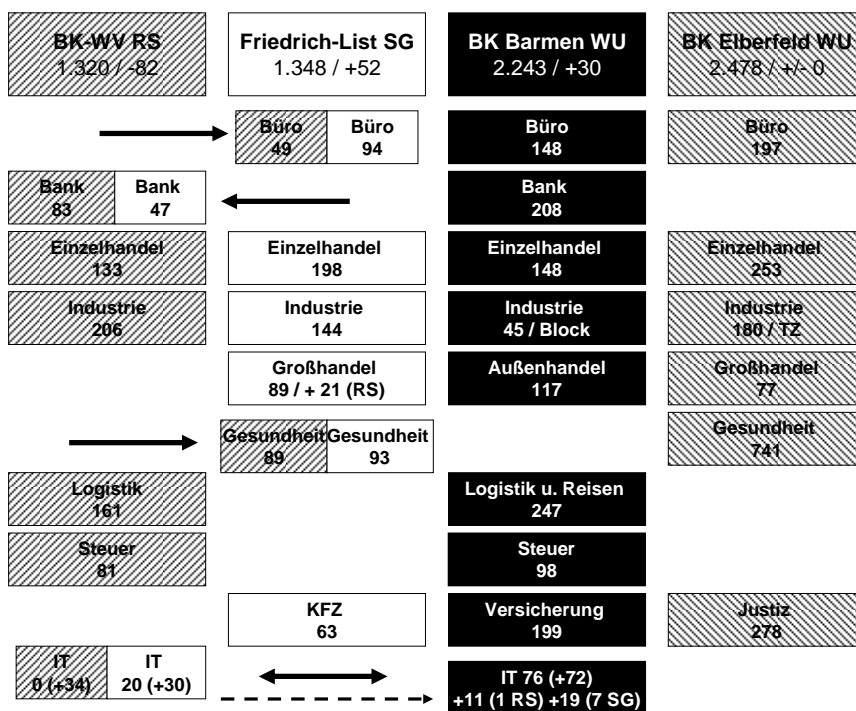 BK-WV RS
1.320 / -82
Friedrich-List SG
1.348 / +52
BK Barmen WU
2.243 / +30
BK Elberfeld WU
2.478 / +/- 0
Büro
49
Büro
94
Büro
148
Büro
197
Bank
83
Bank
47
Bank
208
Einzelhandel
133
Einzelhandel
198
Einzelhandel
148
Einzelhandel
253
Industrie
206
Industrie
144
Industrie
45 / Block
Industrie
180 / TZ
Großhandel
89 / + 21 (RS)
Außenhandel
117
Großhandel
77
Gesundheit
89
Gesundheit
93
Gesundheit
741
Logistik
161
Logistik u. Reisen
247
Steuer
81
Steuer
98
KFZ
63
Versicherung
199
Justiz
278
IT
0 (+34)
IT
20 (+30)
IT 76 (+72)
+11 (1 RS) +19 (7 SG)